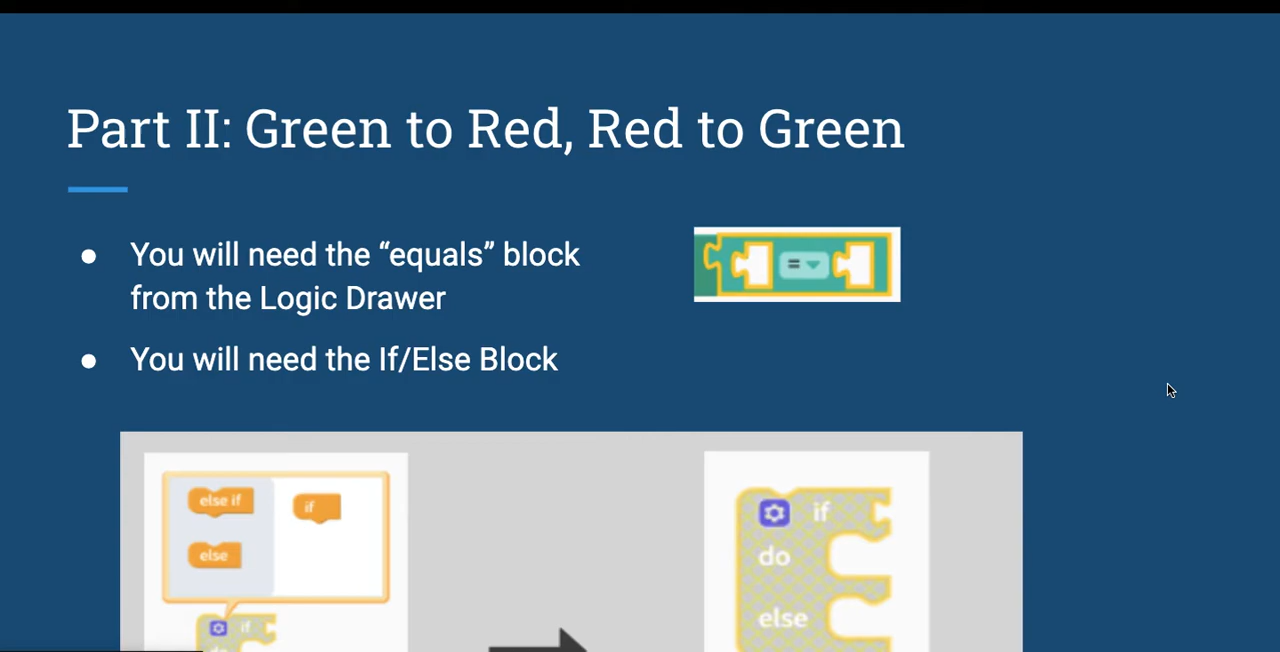 Part II: Green to Red, Red to Green
● You will need the “equals” block
from the Logic Drawer
=
● You will need the If/Else Block
else if
if
else
if
if
do
else